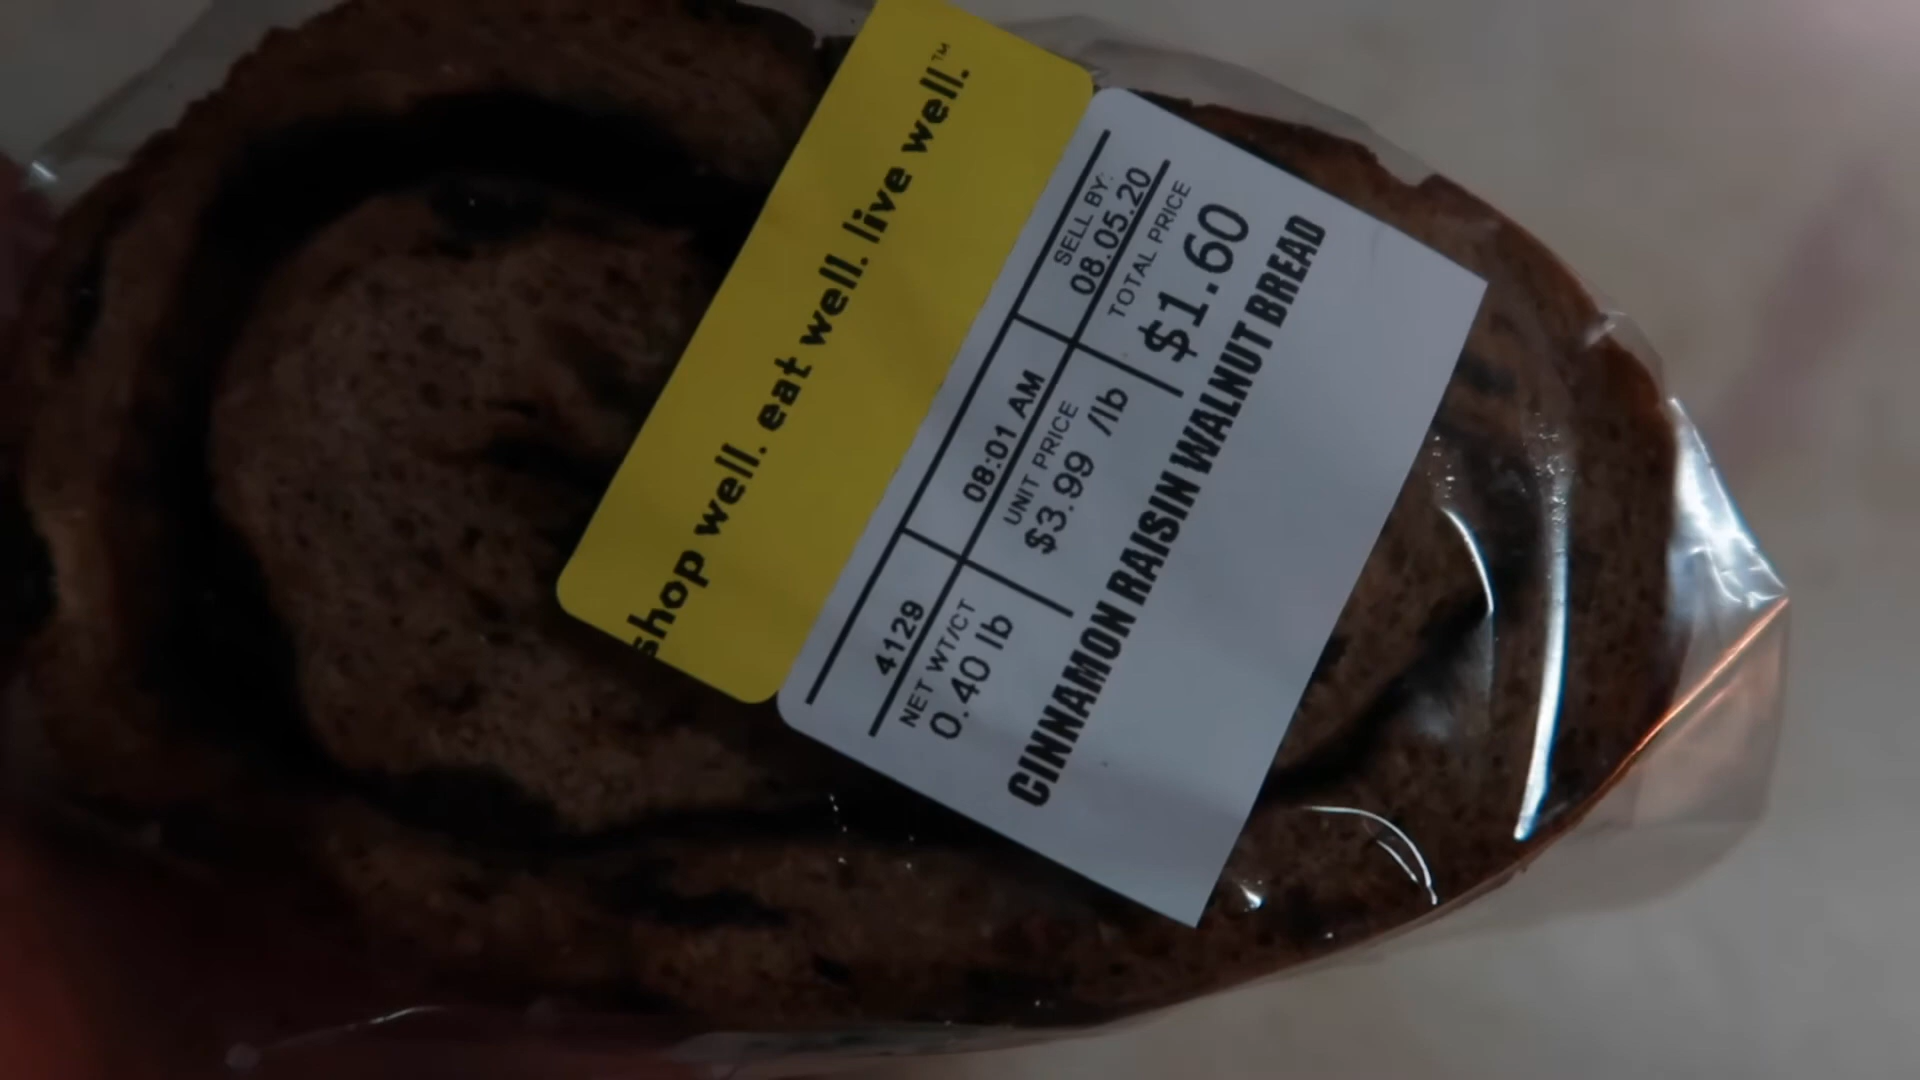 shop well. eat well. live well.™
4129
08:01 AM
SELL BY:
08.05.20
NET WT/CT
0.40 lb
UNIT PRICE
$3.99 /lb
TOTAL PRICE
$1.60
CINNAMON RAISIN WALNUT BREAD